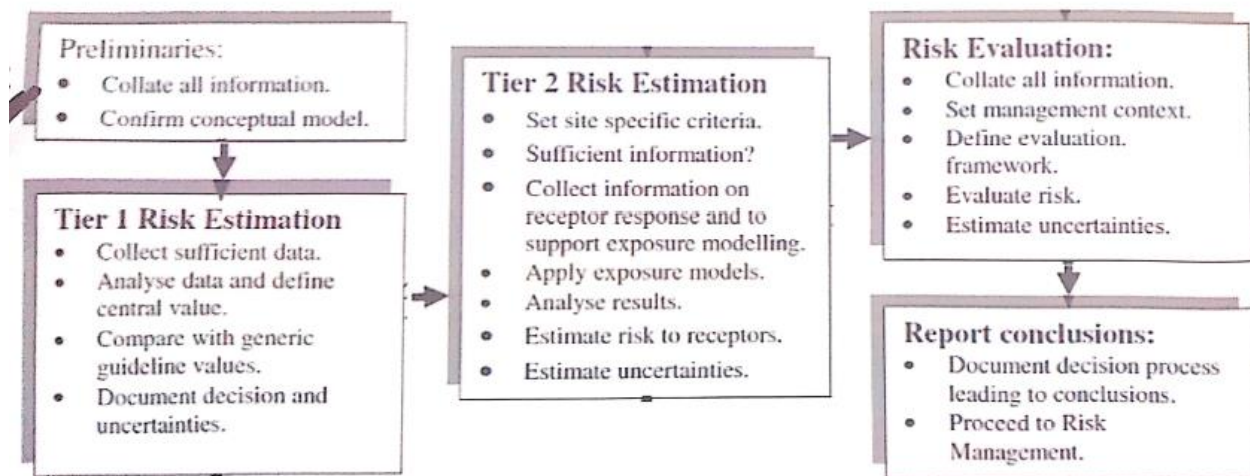 Preliminaries:
• Collate all information.
• Confirm conceptual model.
Tier 1 Risk Estimation
• Collect sufficient data.
• Analyse data and define
central value.
• Compare with generic
guideline values.
• Document decision and
uncertainties.
Tier 2 Risk Estimation
• Set site specific criteria.
• Sufficient information?
• Collect information on
receptor response and to
support exposure modelling.
• Apply exposure models.
• Analyse results.
• Estimate risk to receptors.
• Estimate uncertainties.
Risk Evaluation:
• Collate all information.
• Set management context.
• Define evaluation.
framework.
• Evaluate risk.
• Estimate uncertainties.
Report conclusions:
• Document decision process
leading to conclusions.
• Proceed to Risk
Management.